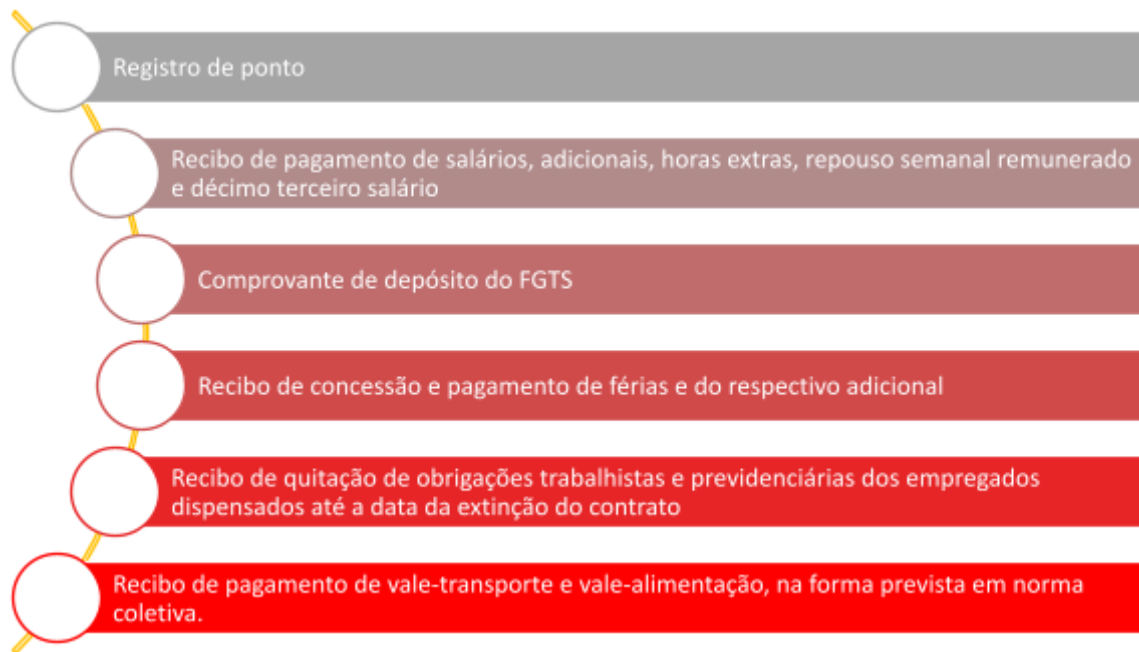 Registro de ponto
Recibo de pagamento de salários, adicionais, horas extras, repouso semanal remunerado
e décimo terceiro salário
Comprovante de depósito do FGTS
Recibo de concessão e pagamento de férias e do respectivo adicional
Recibo de quitação de obrigações trabalhistas e previdenciárias dos empregados
dispensados até a data da extinção do contrato
Recibo de pagamento de vale-transporte e vale-alimentação, na forma prevista em norma
coletiva.